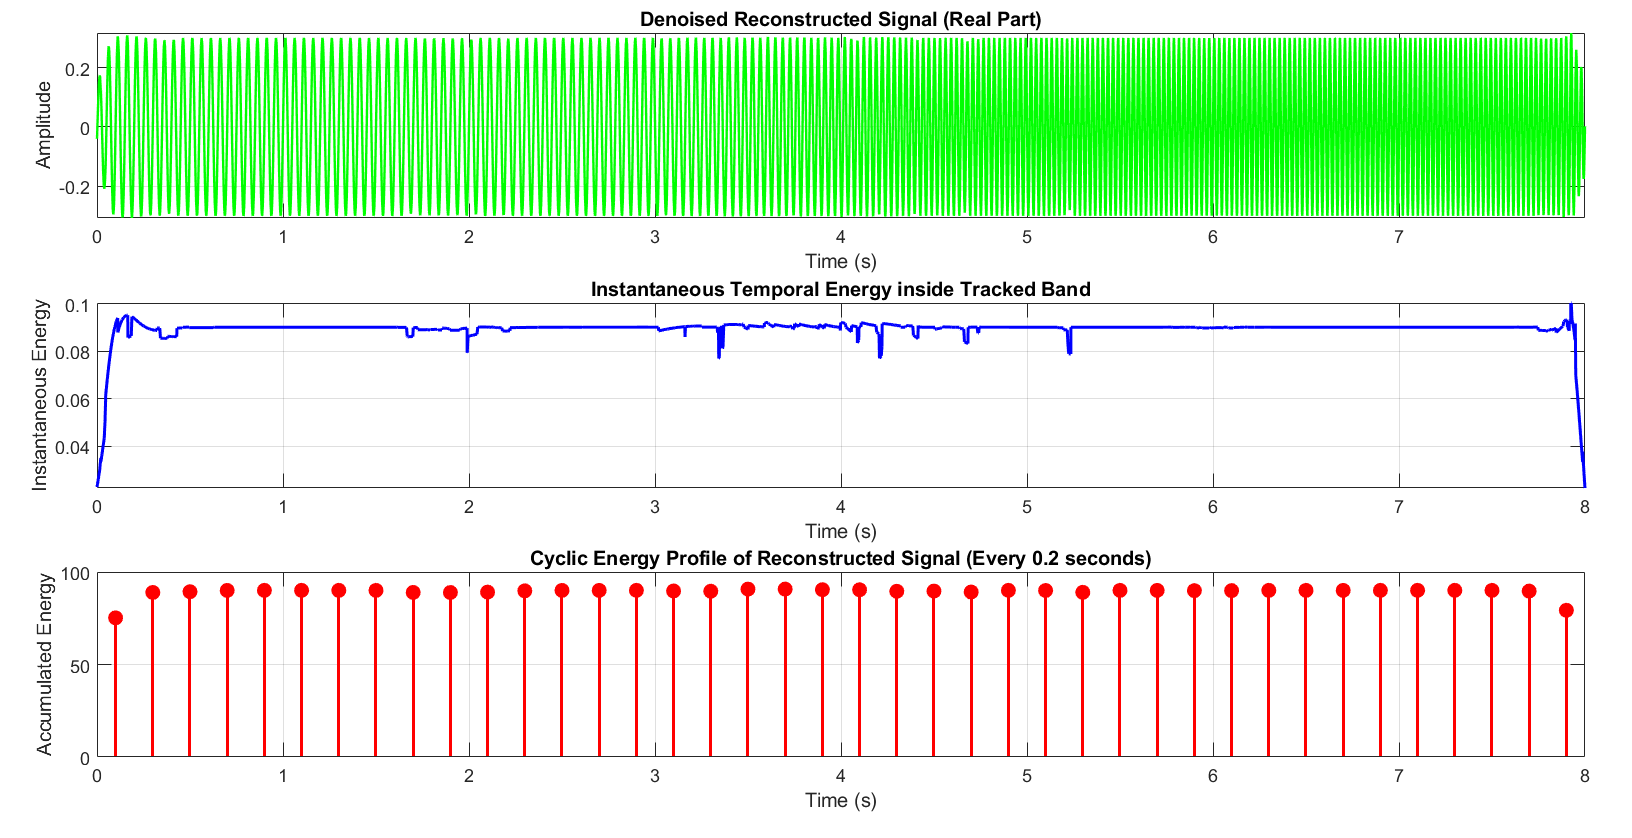 Denoised Reconstructed Signal (Real Part)
Amplitude
0.2
0
-0.2
0 1 2 3 4 5 6 7
Time (s)
Instantaneous Temporal Energy inside Tracked Band
Instantaneous Energy
0.1
0.08
0.06
0.04
0 1 2 3 4 5 6 7 8
Time (s)
Cyclic Energy Profile of Reconstructed Signal (Every 0.2 seconds)
Accumulated Energy
100
50
0
0 1 2 3 4 5 6 7 8
Time (s)